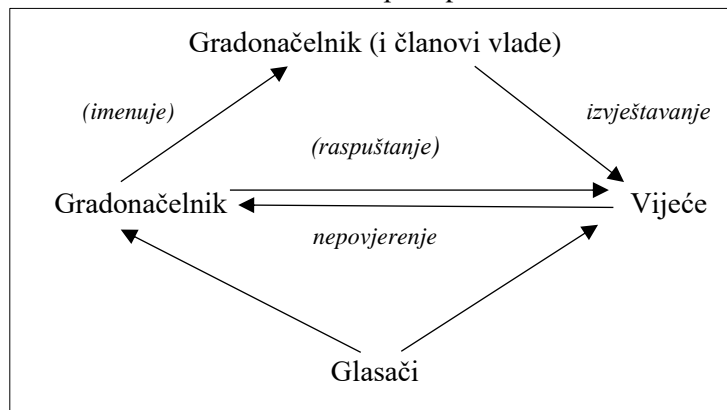 Gradonačelnik (i članovi vlade)
(imenuje)
izvještavanje
(raspuštanje)
Gradonačelnik
Vijeće
nepovjerenje
Glasači